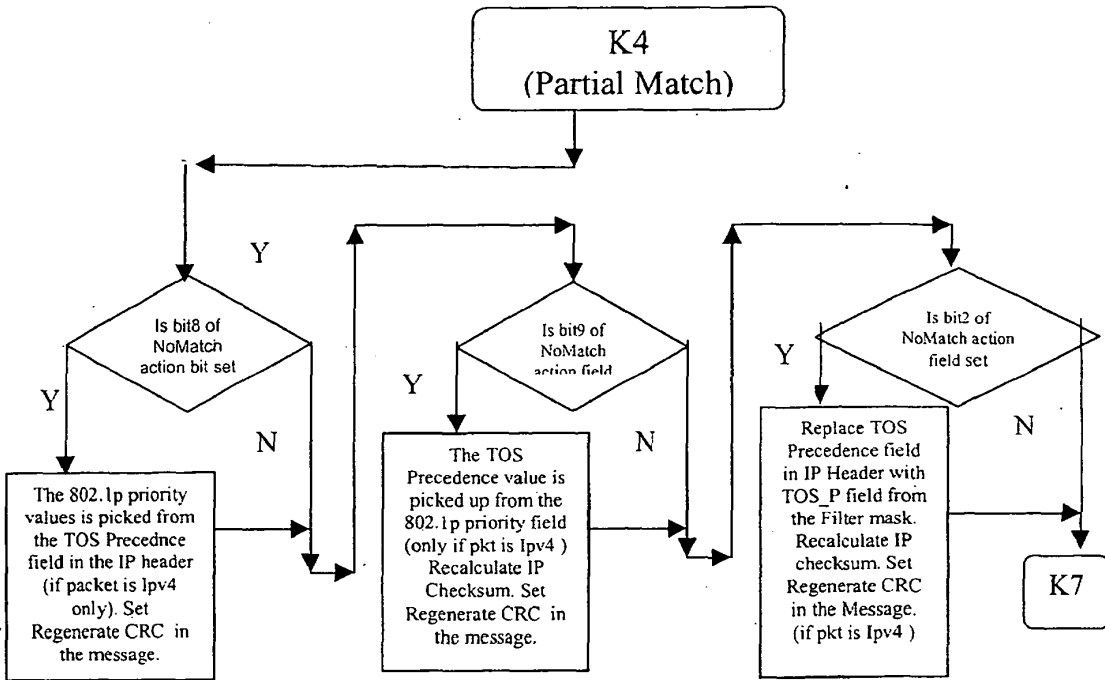 K4
(Partial Match)
Y
Is bit8 of
NoMatch
action bit set
Y
N
The 802.1p priority
values is picked from
the TOS Precednce
field in the IP header
(if packet is Ipv4
only). Set
Regenerate CRC in
the message.
Is bit9 of
NoMatch
action field
Y
N
The TOS
Precedence value is
picked up from the
802.1p priority field
(only if pkt is Ipv4 )
Recalculate IP
Checksum. Set
Regenerate CRC in
the message.
Is bit2 of
NoMatch action
field set
Y
N
Replace TOS
Precedence field
in IP Header with
TOS_P field from
the Filter mask.
Recalculate IP
checksum. Set
Regenerate CRC
in the Message.
(if pkt is Ipv4 )
K7